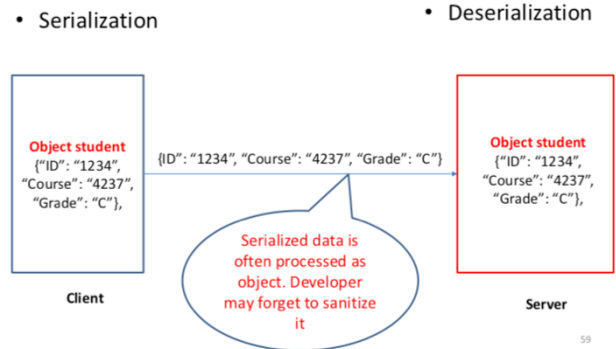 • Serialization
• Deserialization
Object student
{“ID”: “1234”,
“Course”: “4237”,
“Grade”: “C”},
Client
{ID”: “1234”, “Course”: “4237”, “Grade”: “C”}
Serialized data is
often processed as
object. Developer
may forget to sanitize
it
Object student
{“ID”: “1234”,
“Course”: “4237”,
“Grade”: “C”},
Server
59